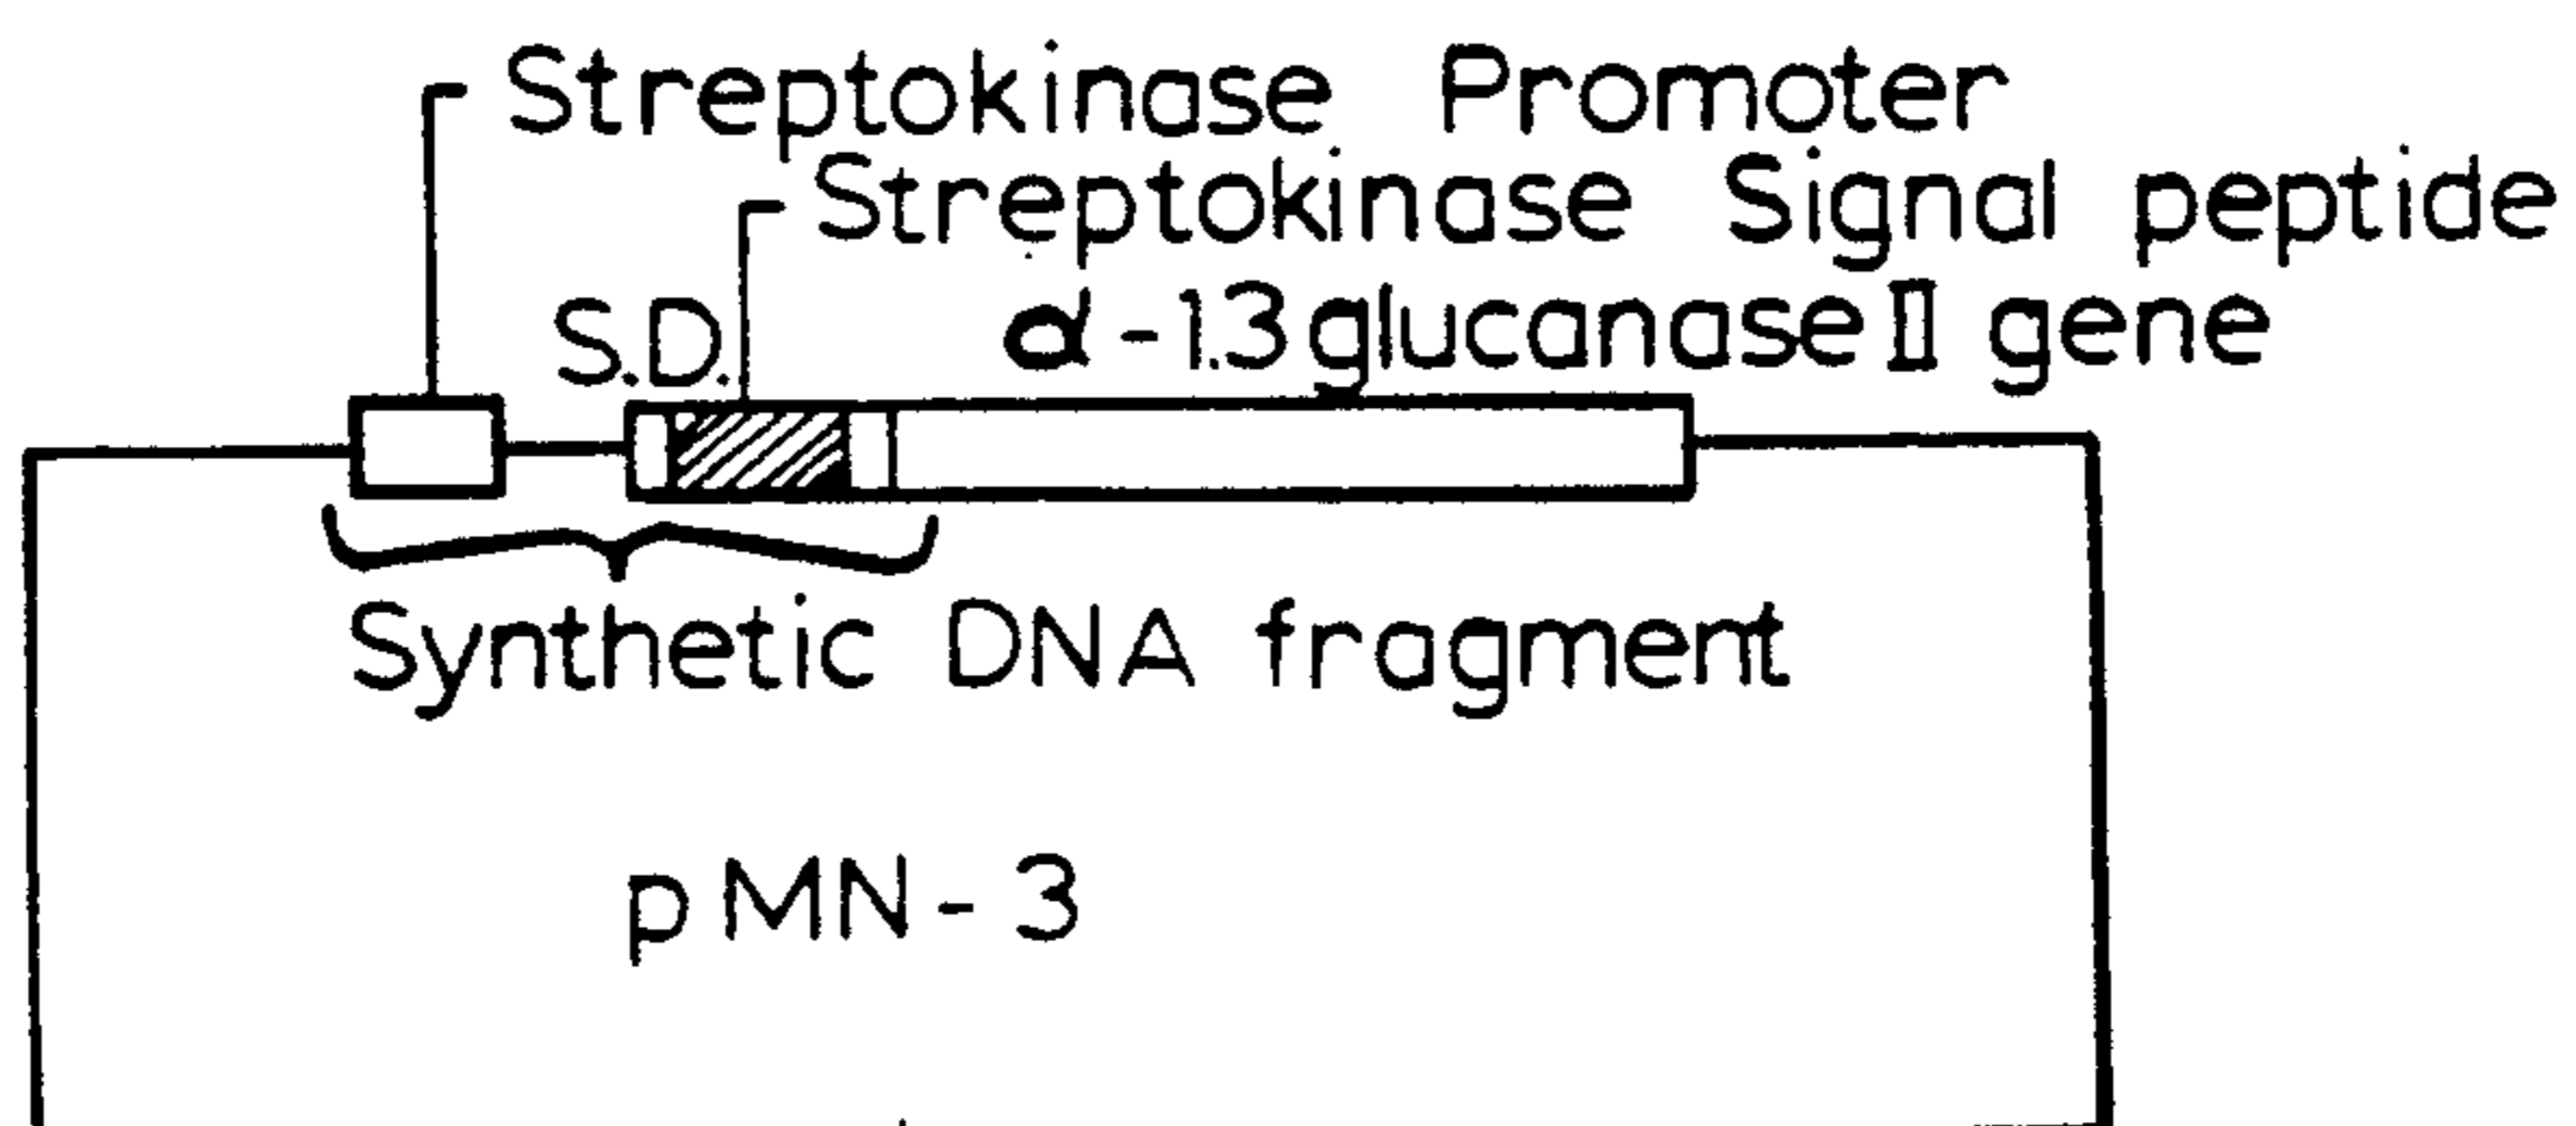 Streptokinase Promoter
Streptokinase Signal peptide
S.D.
α-1.3 glucanase II gene
Synthetic DNA fragment
pMN-3